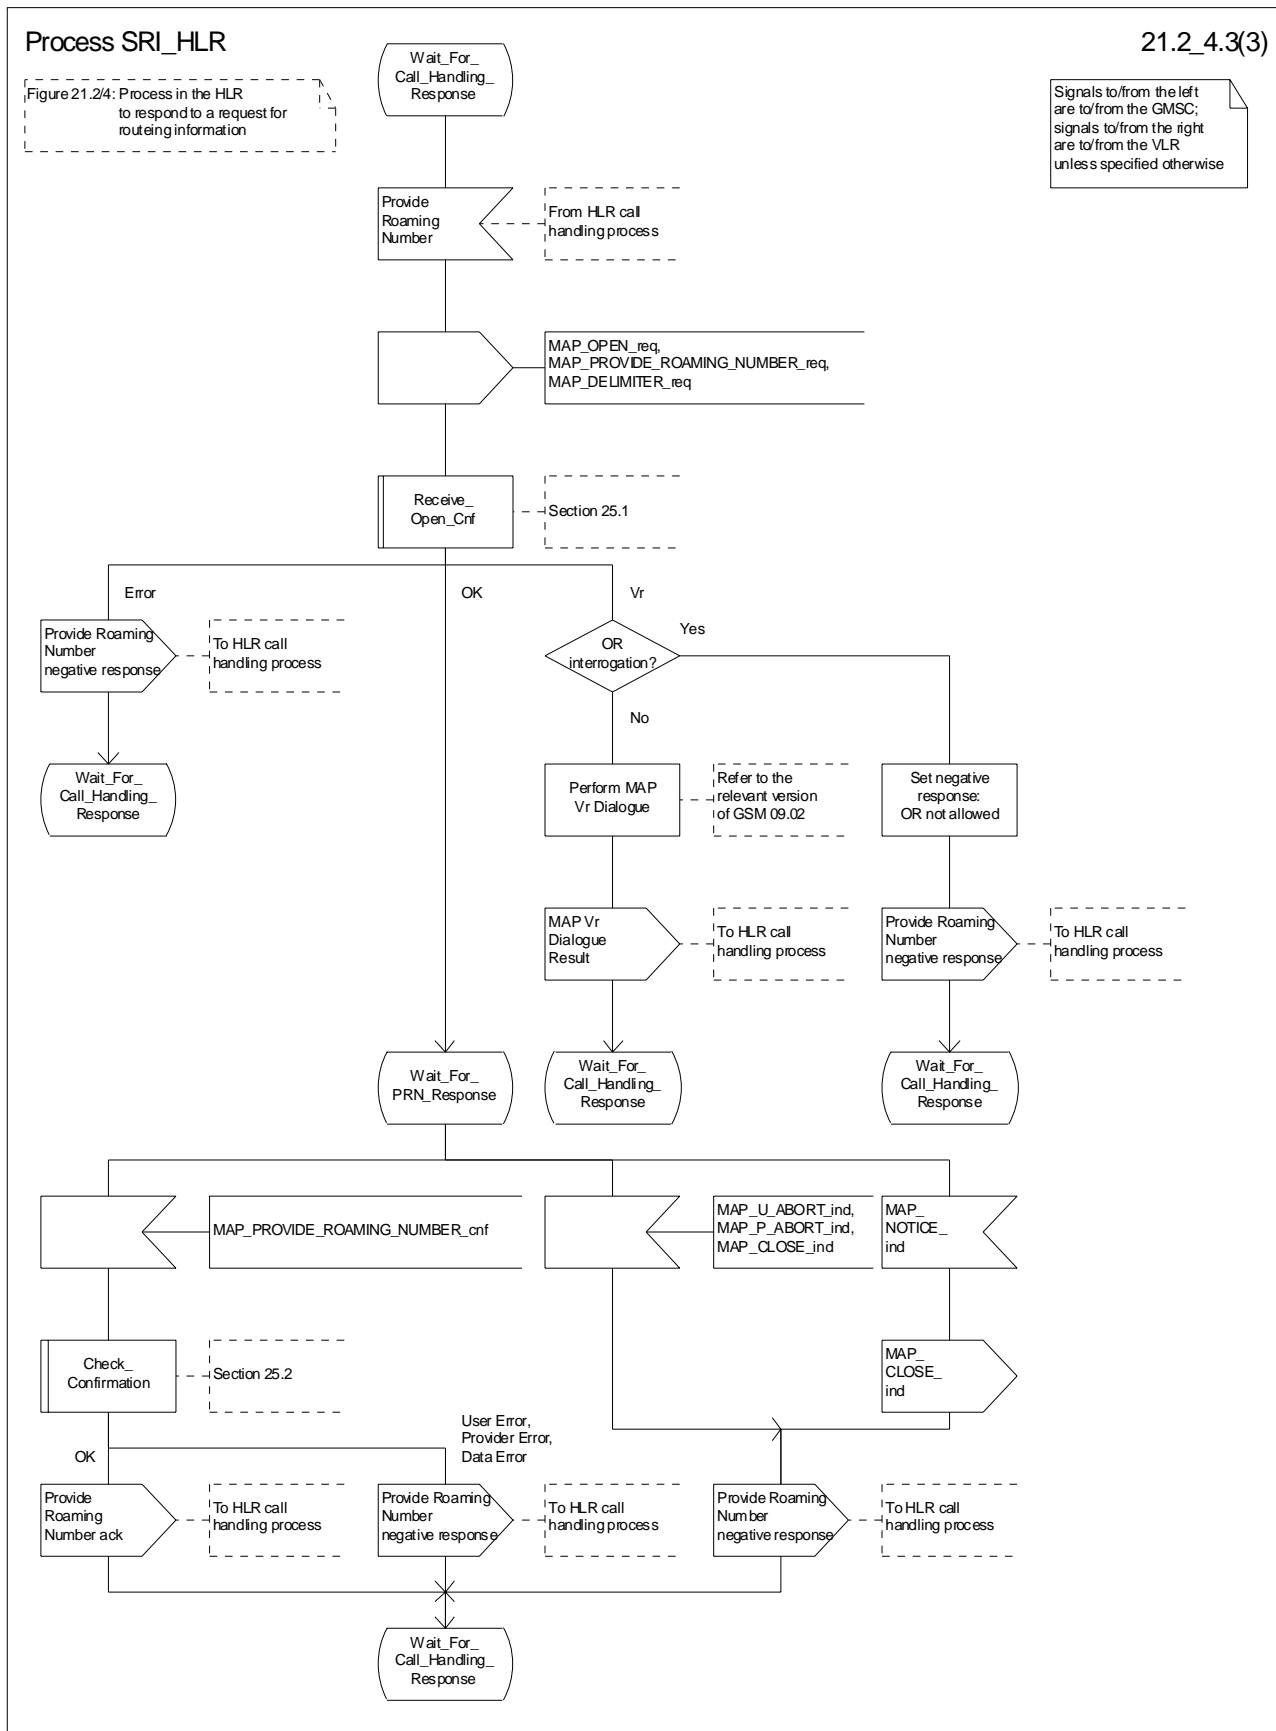 Process SRI_HLR
21.2_4.3(3)
Figure 21.2/4: Process in the HLR
to respond to a request for
routeing information
Signals to/from the left
are to/from the GMSC;
signals to/from the right
are to/from the VLR
unless specified otherwise
Wait_For_
Call_Handling_
Response
Provide
Roaming
Number
From HLR call
handling process
MAP_OPEN_req,
MAP_PROVIDE_ROAMING_NUMBER_req,
MAP_DELIMITER_req
Receive_
Open_Cnf
Section 25.1
Error
OK
Vr
Provide Roaming
Number
negative response
To HLR call
handling process
OR
interrogation?
Yes
No
Wait_For_
Call_Handling_
Response
Perform MAP
Vr Dialogue
Refer to the
relevant version
of GSM 09.02
Set negative
response:
OR not allowed
MAP Vr
Dialogue
Result
To HLR call
handling process
Provide Roaming
Number
negative response
To HLR call
handling process
Wait_For_
PRN_Response
Wait_For_
Call_Handling_
Response
Wait_For_
Call_Handling_
Response
MAP_PROVIDE_ROAMING_NUMBER_cnf
MAP_U_ABORT_ind,
MAP_P_ABORT_ind,
MAP_CLOSE_ind
MAP_
NOTICE_
ind
Check_
Confirmation
Section 25.2
MAP_
CLOSE_
ind
OK
User Error,
Provider Error,
Data Error
Provide
Roaming
Number ack
To HLR call
handling process
Provide Roaming
Number
negative response
To HLR call
handling process
Provide Roaming
Number
negative response
To HLR call
handling process
Wait_For_
Call_Handling_
Response